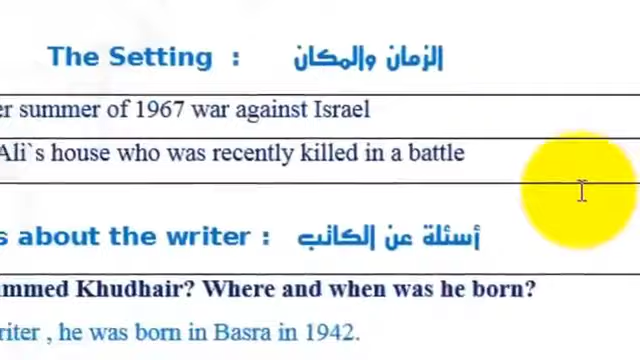 The Setting : الزمان والمكان
er summer of 1967 war against Israel
Ali`s house who was recently killed in a battle
s about the writer : أسئلة عن الكاتب
mmed Khudhair? Where and when was he born?
riter , he was born in Basra in 1942.